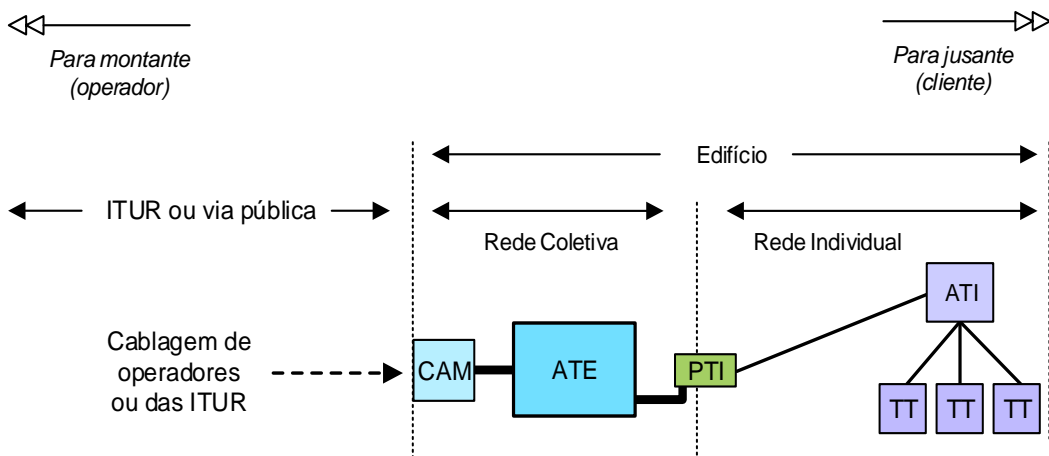 Para montante
(operador)
Para jusante
(cliente)
Edifício
ITUR ou via pública
Rede Coletiva
Rede Individual
Cablagem de
operadores
ou das ITUR
CAM
ATE
PTI
ATI
TT
TT
TT